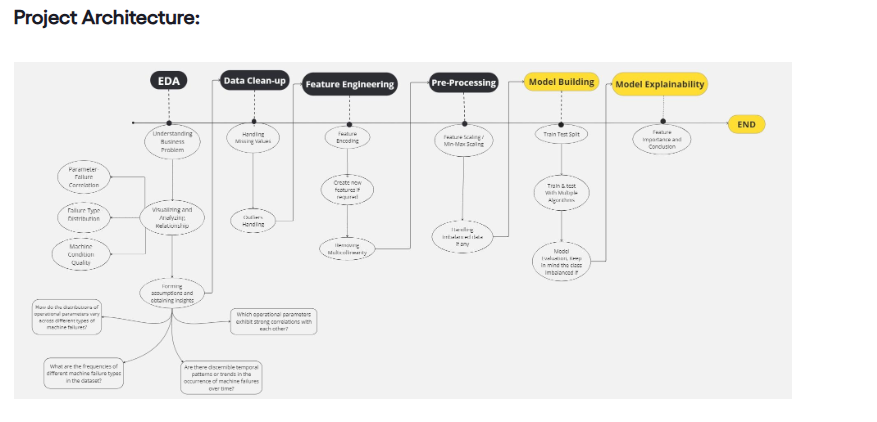 Project Architecture:
EDA
Data Clean-up
Feature Engineering
Pre-Processing
Model Building
Model Explainability
END
Understanding
Business
Problem
Handling
Missing Values
Feature
Encoding
Feature Scaling /
Min-Max Scaling
Train Test Split
Feature
Importance and
Conclusion
Parameter
Failure
Correlation
Failure Type
Distribution
Machine
Condition
Quality
Visualizing and
Analyzing
Relationship
Outliers
Handling
Create new
features if
required
Removing
Multicollinearity
Handling
Imbalanced data
if any
Train & test
With Multiple
Algorithms
Model
Evaluation, keep
in mind the class
imbalanced if
Forming
assumptions and
obtaining insights
How do the distributions of
operational parameters vary
across different types of
machine failures?
Which operational parameters
exhibit strong correlations with
each other?
What are the frequencies of
different machine failure types
in the dataset?
Are there discernible temporal
patterns or trends in the
occurrence of machine failures
over time?